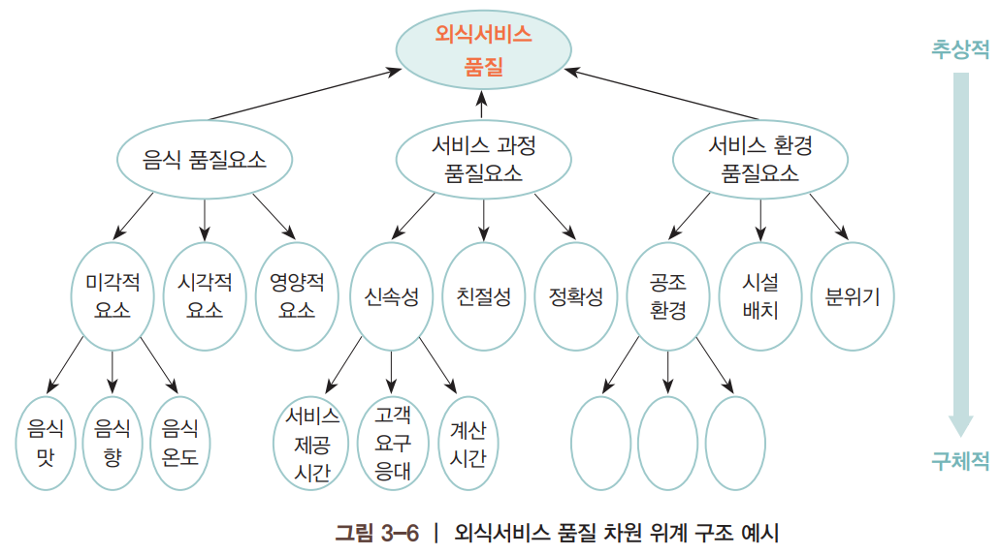 외식서비스
품질
추상적
음식 품질요소
서비스 과정
품질요소
서비스 환경
품질요소
미각적
요소
시각적
요소
영양적
요소
신속성
친절성
정확성
공조
환경
시설
배치
분위기
음식
맛
음식
향
음식
온도
서비스
제공
시간
고객
요구
응대
계산
시간
구체적
그림 3-6 | 외식서비스 품질 차원 위계 구조 예시